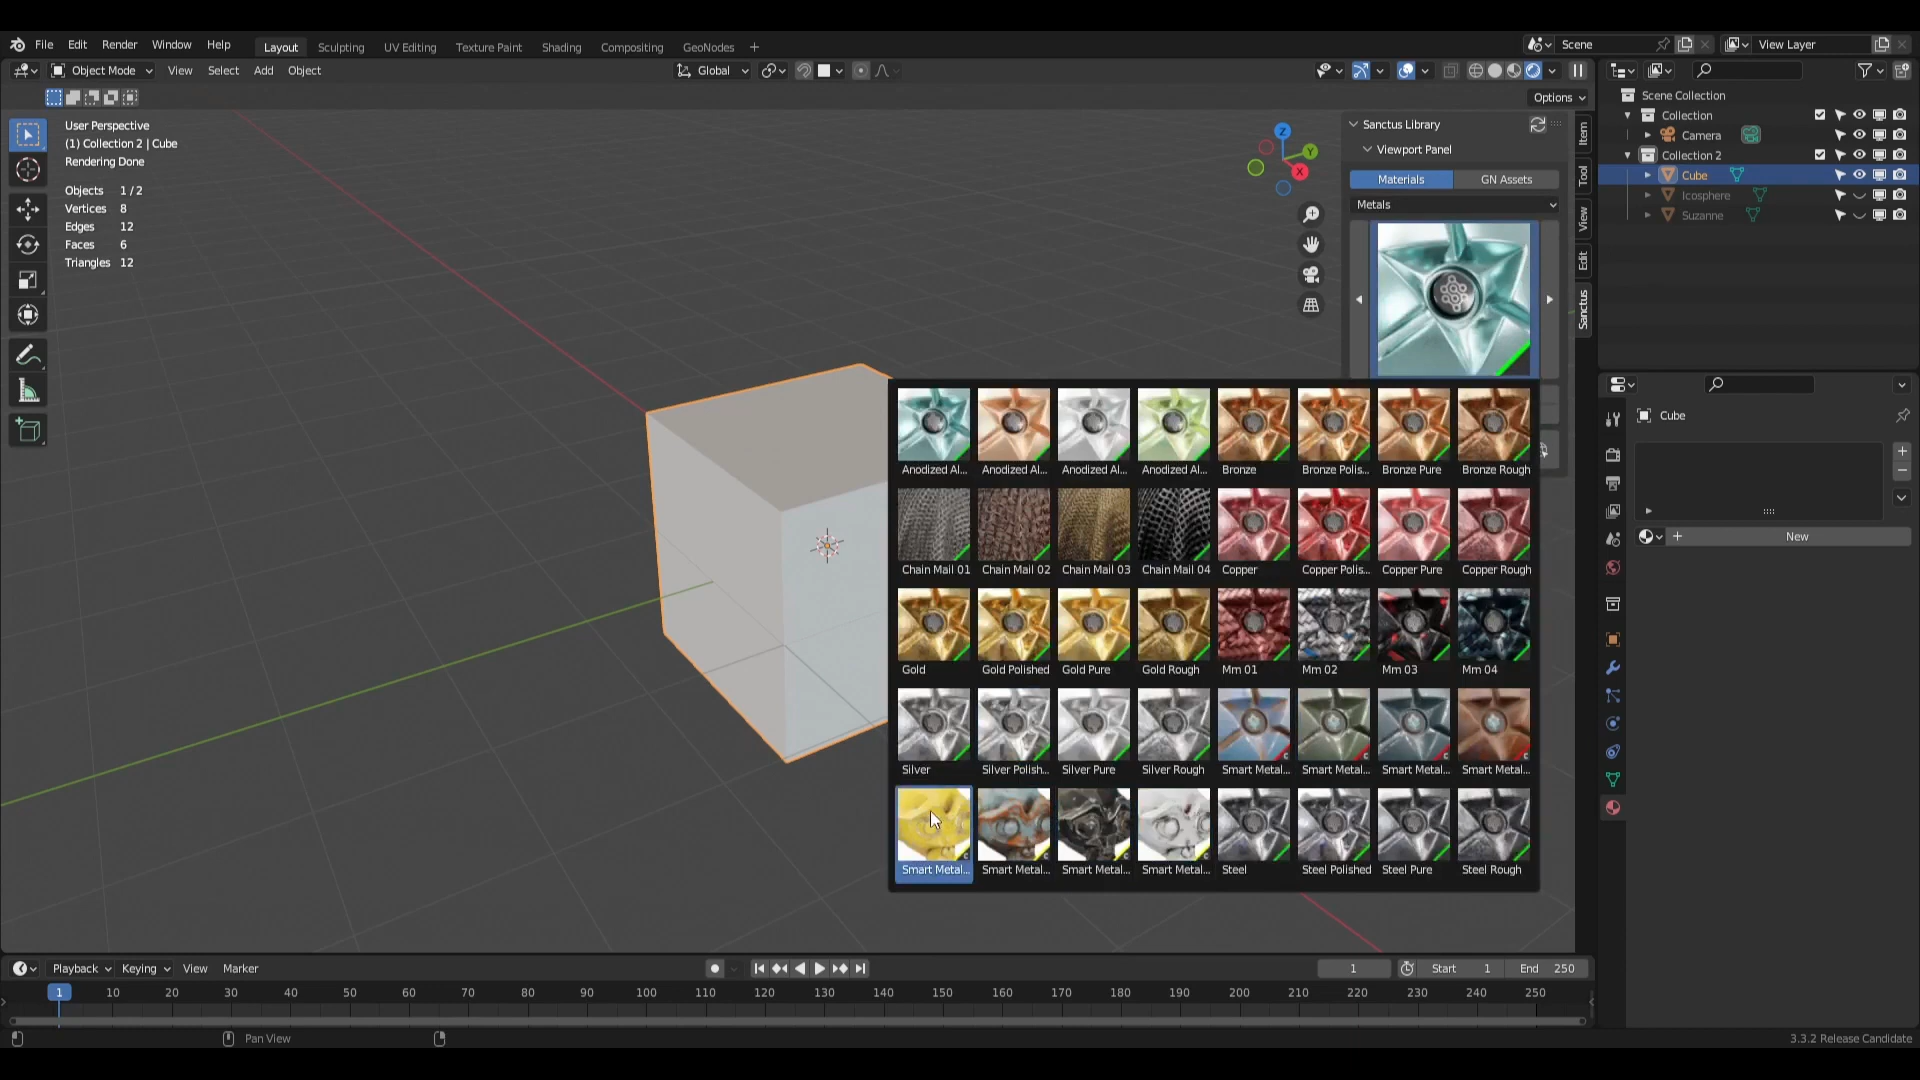 File Edit Render Window Help
Layout Sculpting UV Editing Texture Paint Shading Compositing GeoNodes +
Scene
View Layer
Object Mode View Select Add Object
Global
Options
User Perspective
(1) Collection 2 | Cube
Rendering Done
Objects 1 / 2
Vertices 8
Edges 12
Faces 6
Triangles 12
Z
Y
X
Sanctus Library
Viewport Panel
Materials GN Assets
Metals
Item
Tool
View
Edit
Sanctus
Anodized Al... Anodized Al... Anodized Al... Anodized Al... Bronze Bronze Polis... Bronze Pure Bronze Rough
Chain Mail 01 Chain Mail 02 Chain Mail 03 Chain Mail 04 Copper Copper Polis... Copper Pure Copper Rough
Gold Gold Polished Gold Pure Gold Rough Mm 01 Mm 02 Mm 03 Mm 04
Silver Silver Polish... Silver Pure Silver Rough Smart Metal... Smart Metal... Smart Metal... Smart Metal...
Smart Metal... Smart Metal... Smart Metal... Smart Metal... Steel Steel Polished Steel Pure Steel Rough
Scene Collection
Collection
Camera
Collection 2
Cube
Icosphere
Suzanne
Cube
New
Playback Keying View Marker
1
Start 1 End 250
1 10 20 30 40 50 60 70 80 90 100 110 120 130 140 150 160 170 180 190 200 210 220 230 240 250
Pan View
3.3.2 Release Candidate